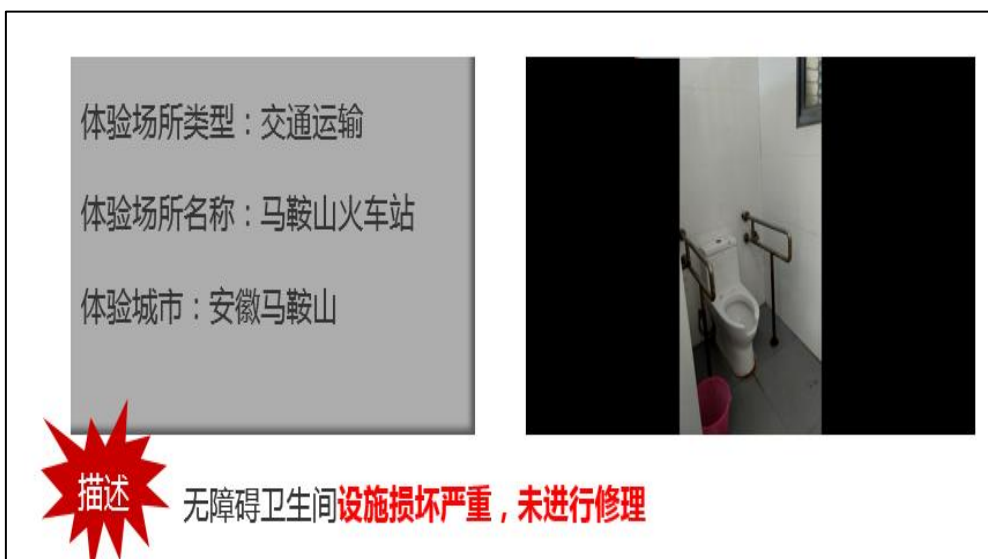 体验场所类型：交通运输
体验场所名称：马鞍山火车站
体验城市：安徽马鞍山
描述
无障碍卫生间设施损坏严重，未进行修理